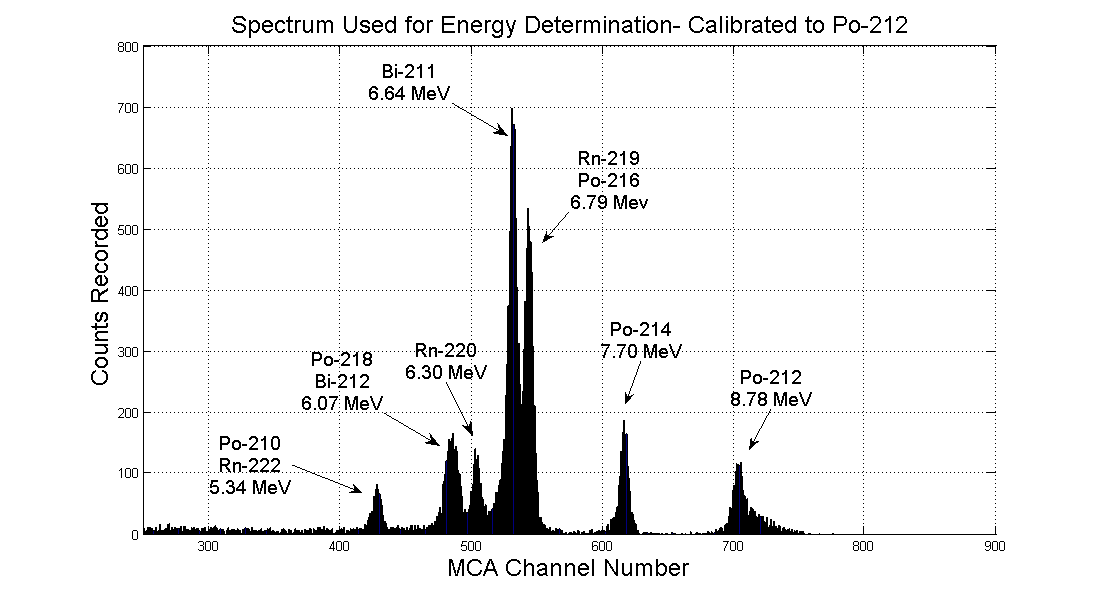 Spectrum Used for Energy Determination- Calibrated to Po-212
Counts Recorded
800
700
600
500
400
300
200
100
0
Bi-211
6.64 MeV
Rn-219
Po-216
6.79 Mev
Po-214
7.70 MeV
Po-212
8.78 MeV
Rn-220
6.30 MeV
Po-218
Bi-212
6.07 MeV
Po-210
Rn-222
5.34 MeV
300
400
500
600
700
800
900
MCA Channel Number